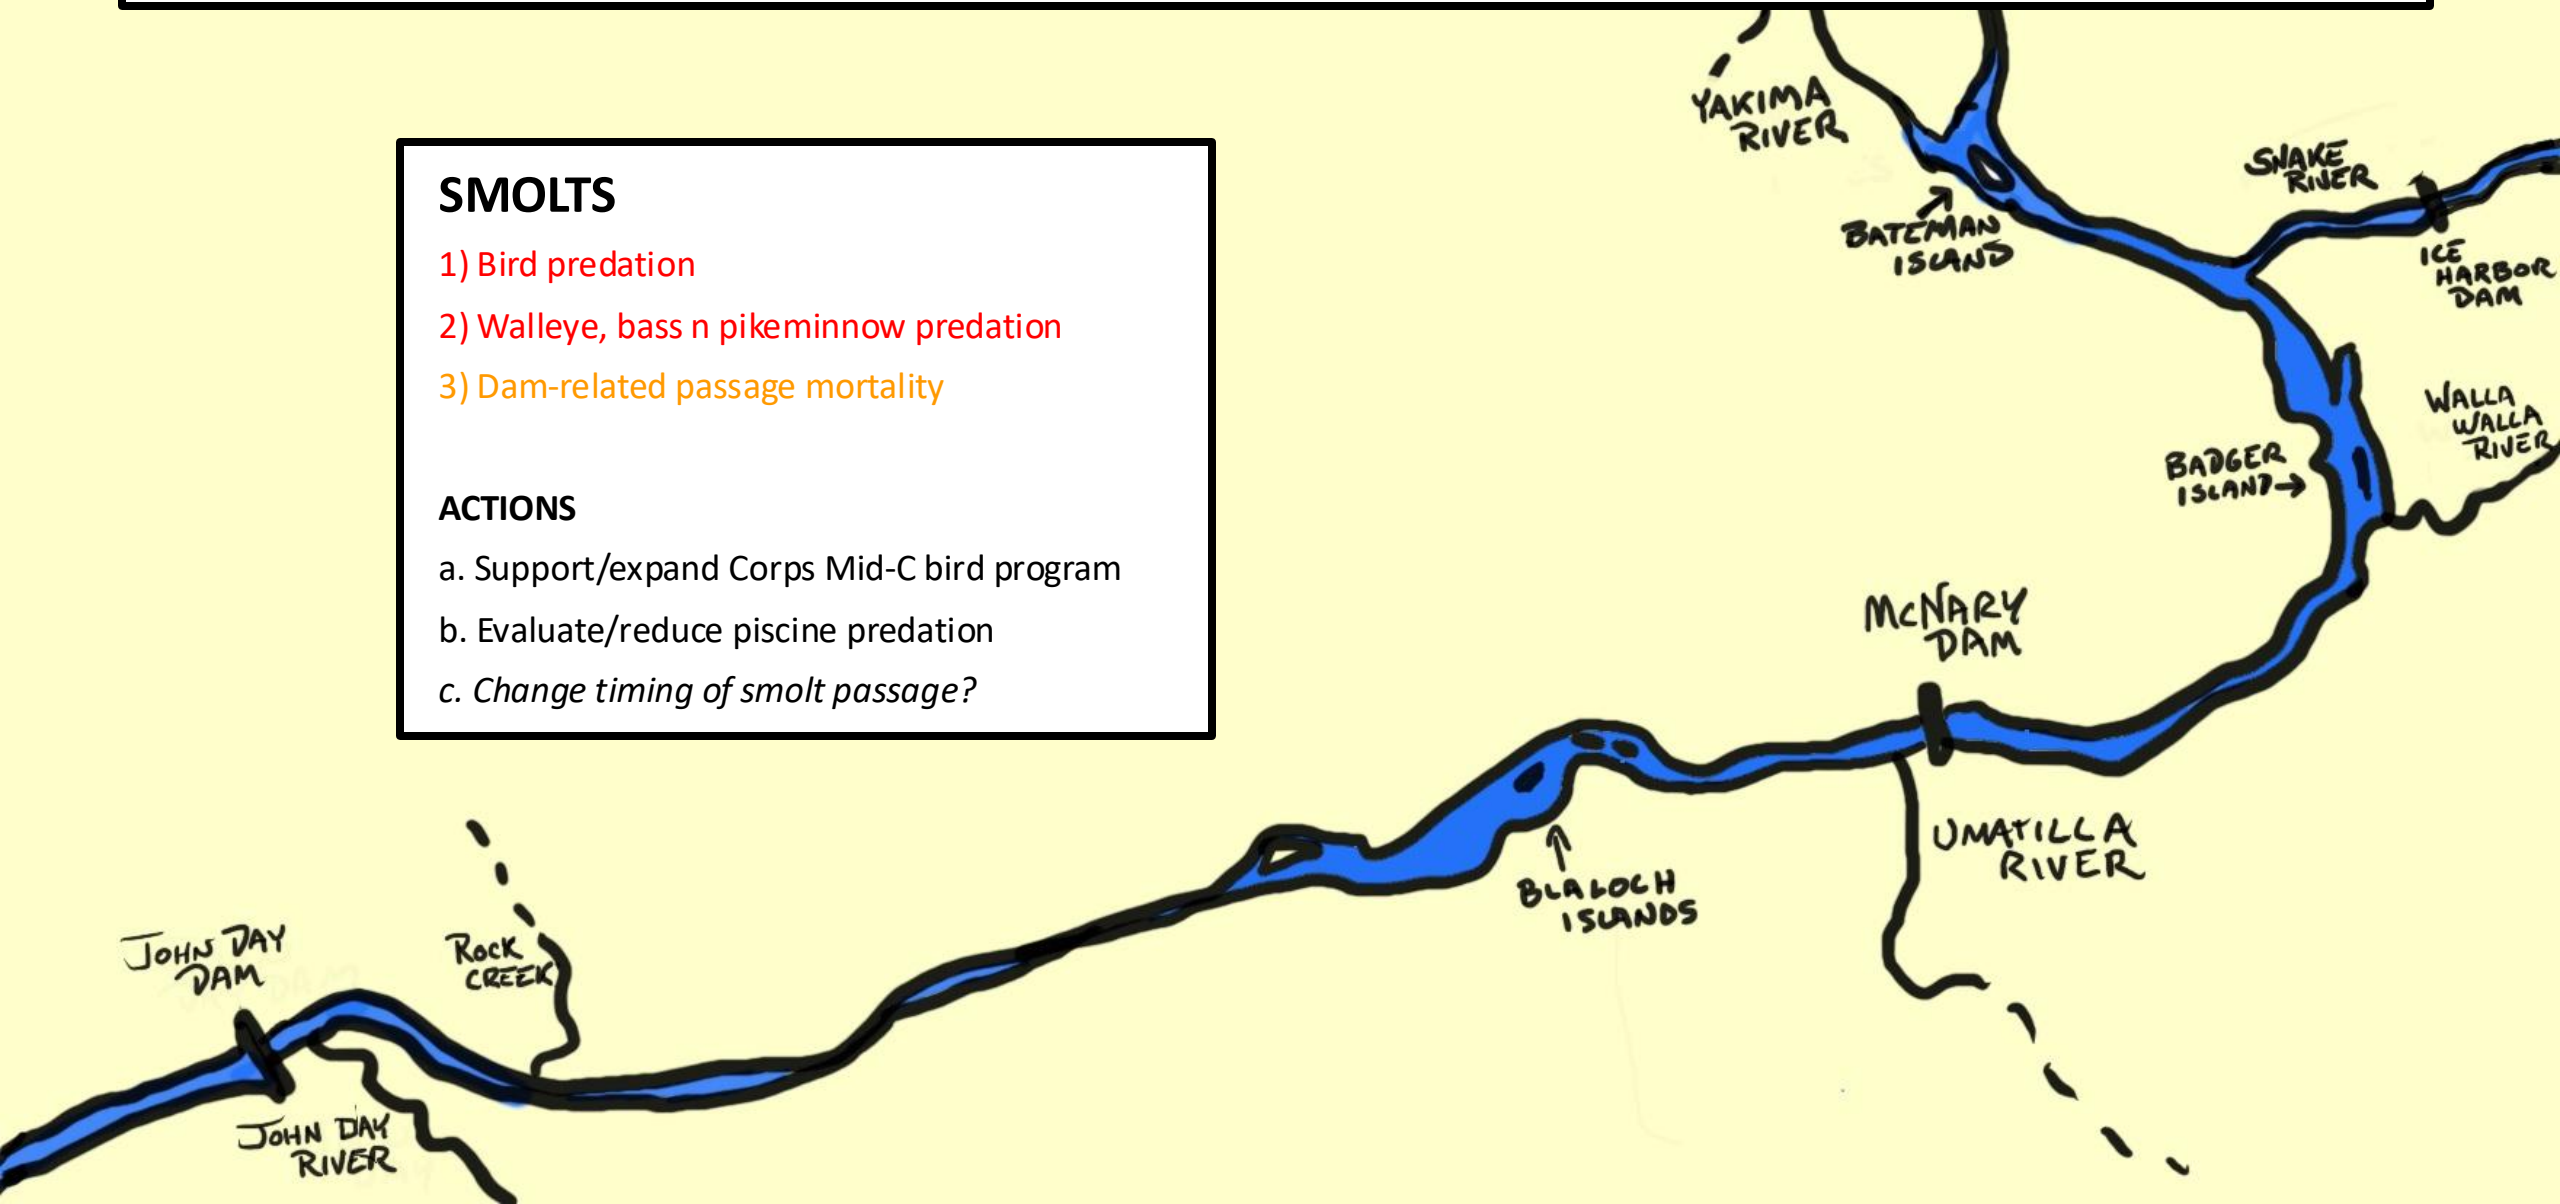 SMOLTS
1) Bird predation
2) Walleye, bass n pikeminnow predation
3) Dam-related passage mortality
ACTIONS
a. Support/expand Corps Mid-C bird program
b. Evaluate/reduce piscine predation
c. Change timing of smolt passage?
YAKIMA
RIVER
BATEMAN
ISLAND
SNAKE
RIVER
ICE
HARBOR
DAM
WALLA
WALLA
RIVER
BADGER
ISLAND
McNARY
DAM
UMATILLA
RIVER
BLALOCH
ISLANDS
ROCK
CREEK
JOHN DAY
DAM
JOHN DAY
RIVER